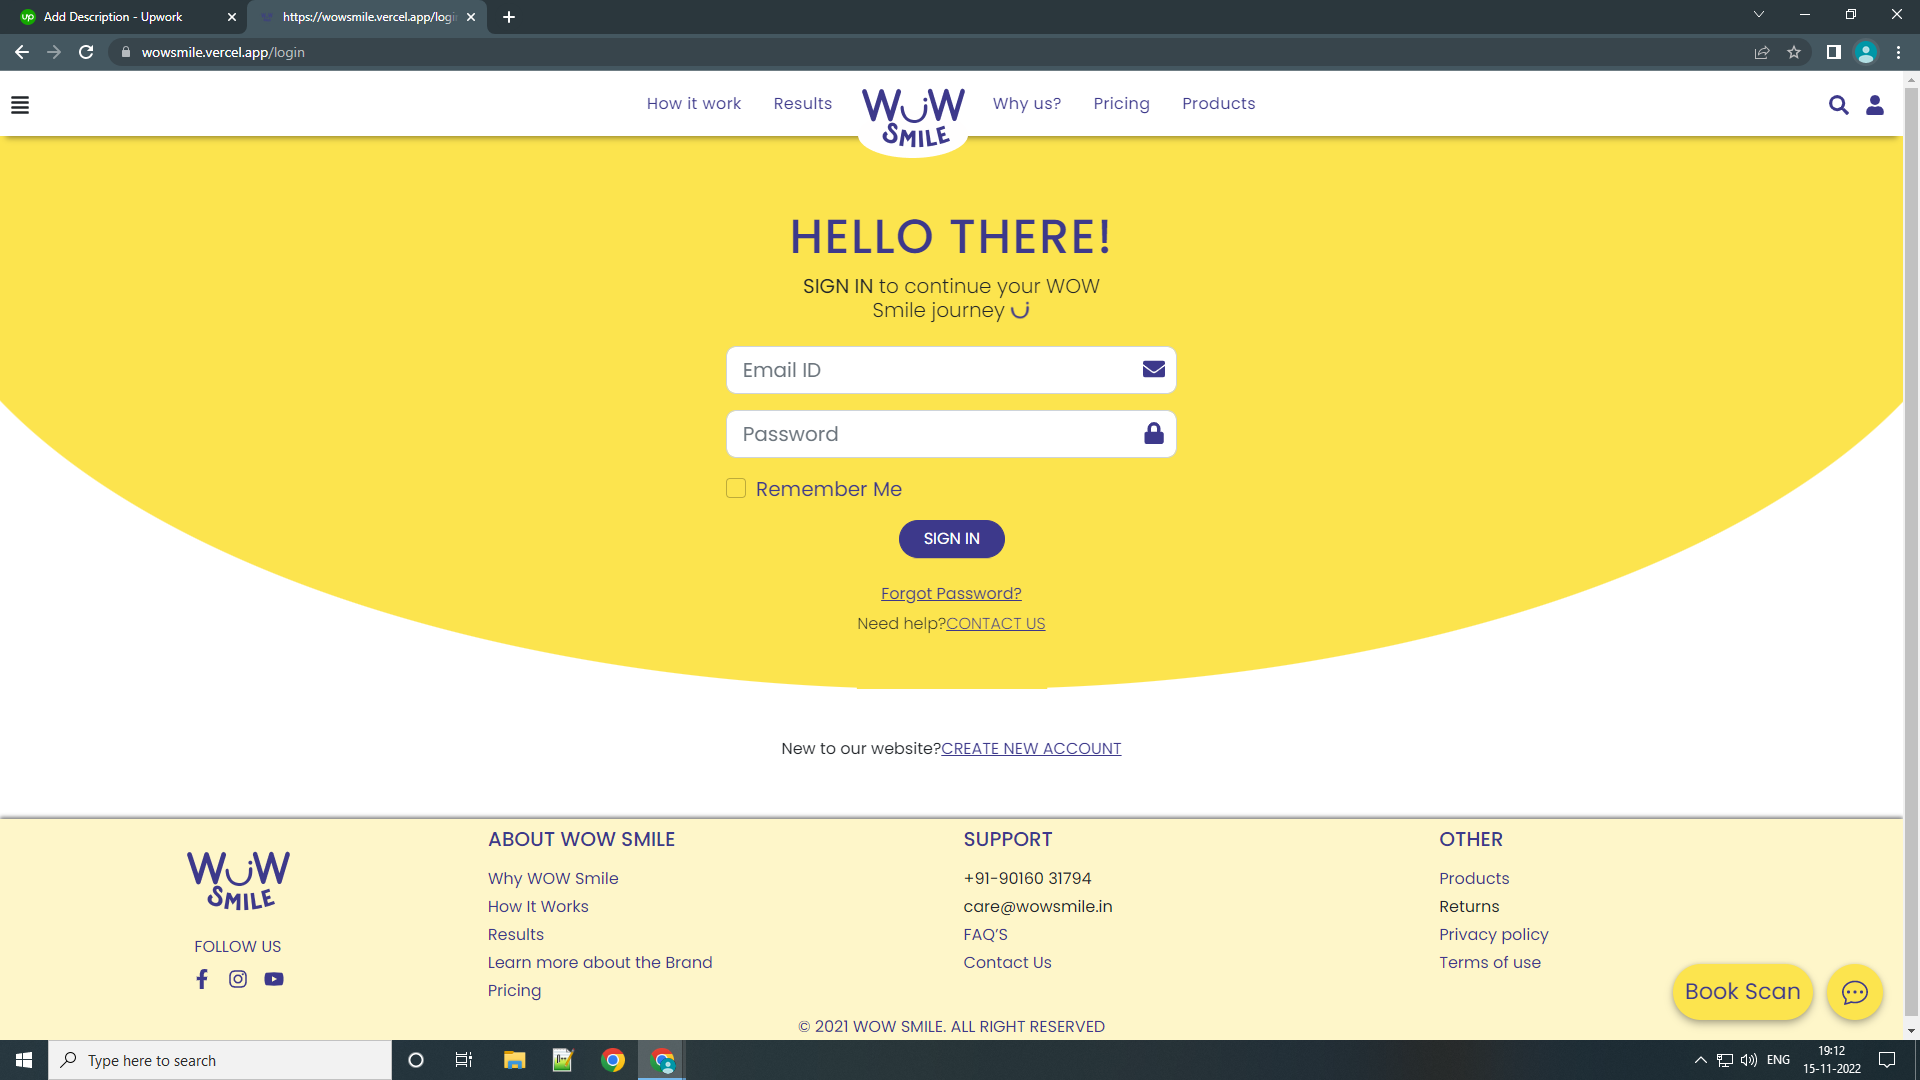 Add Description - Upwork
https://wowsmile.vercel.app/logi
wowsmile.vercel.app/login
How it work
Results
WOW SMILE
Why us?
Pricing
Products
HELLO THERE!
SIGN IN to continue your WOW
Smile journey
Email ID
Password
Remember Me
SIGN IN
Forgot Password?
Need help?CONTACT US
New to our website?CREATE NEW ACCOUNT
WOW
SMILE
FOLLOW US
ABOUT WOW SMILE
Why WOW Smile
How It Works
Results
Learn more about the Brand
Pricing
SUPPORT
+91-90160 31794
care@wowsmile.in
FAQ’S
Contact Us
OTHER
Products
Returns
Privacy policy
Terms of use
Book Scan
© 2021 WOW SMILE. ALL RIGHT RESERVED
Type here to search
ENG
19:12
15-11-2022